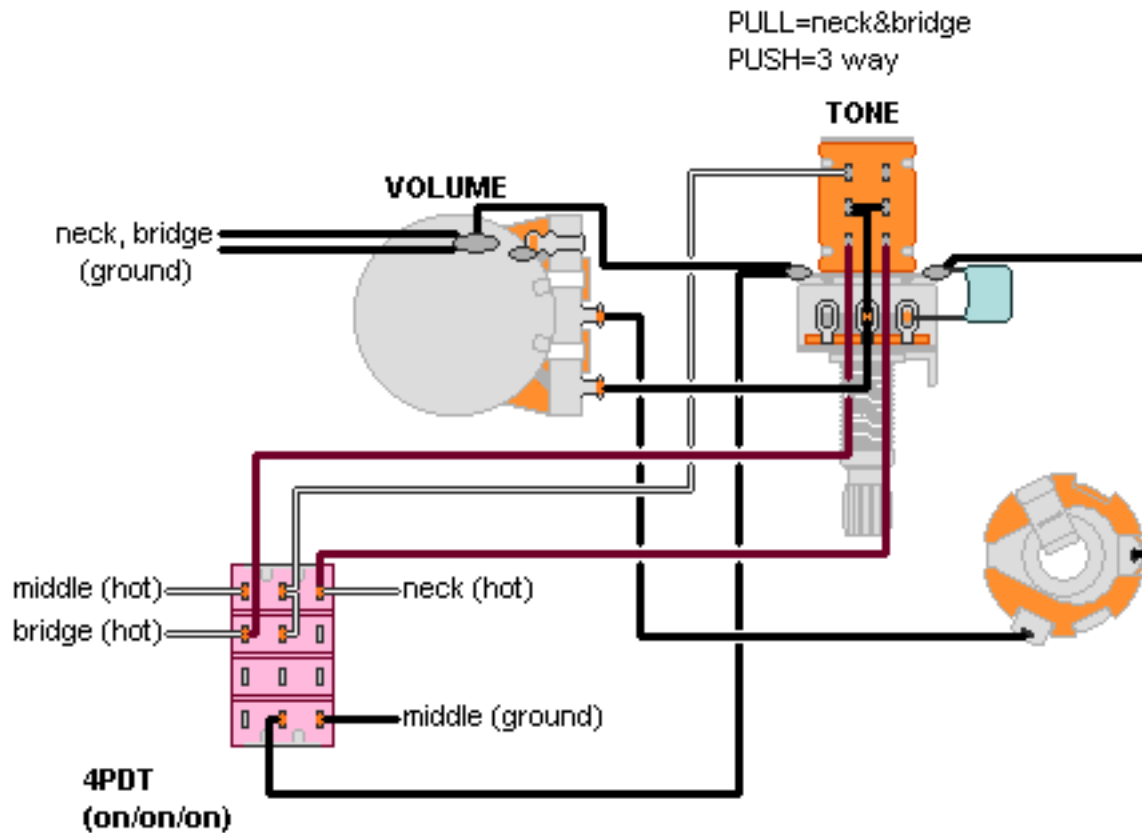 PULL=neck&bridge
PUSH=3 way
TONE
VOLUME
neck, bridge
(ground)
middle (hot)
neck (hot)
bridge (hot)
middle (ground)
4PDT
(on/on/on)